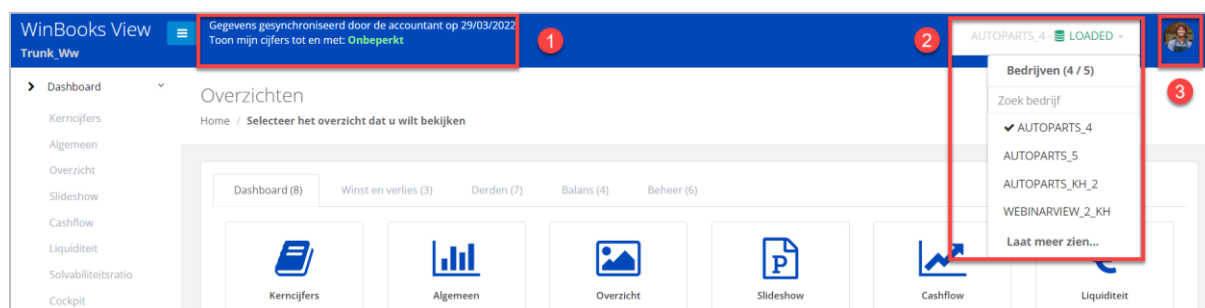 WinBooks View
Trunk_Ww
Gegevens gesynchroniseerd door de accountant op 29/03/2022
Toon mijn cijfers tot en met: Onbeperkt
1
2
AUTOPARTS_4 - LOADED
3
Bedrijven (4 / 5)
Zoek bedrijf
AUTOPARTS_4
AUTOPARTS_5
AUTOPARTS_KH_2
WEBINARVIEW_2_KH
Laat meer zien...
Dashboard
Kerncijfers
Algemeen
Overzicht
Slideshow
Cashflow
Liquiditeit
Solvabiliteitsratio
Cockpit
Overzichten
Home / Selecteer het overzicht dat u wilt bekijken
Dashboard (8) Winst en verlies (3) Derden (7) Balans (4) Beheer (6)
P
Kerncijfers Algemeen Overzicht Slideshow Cashflow Liquiditeit